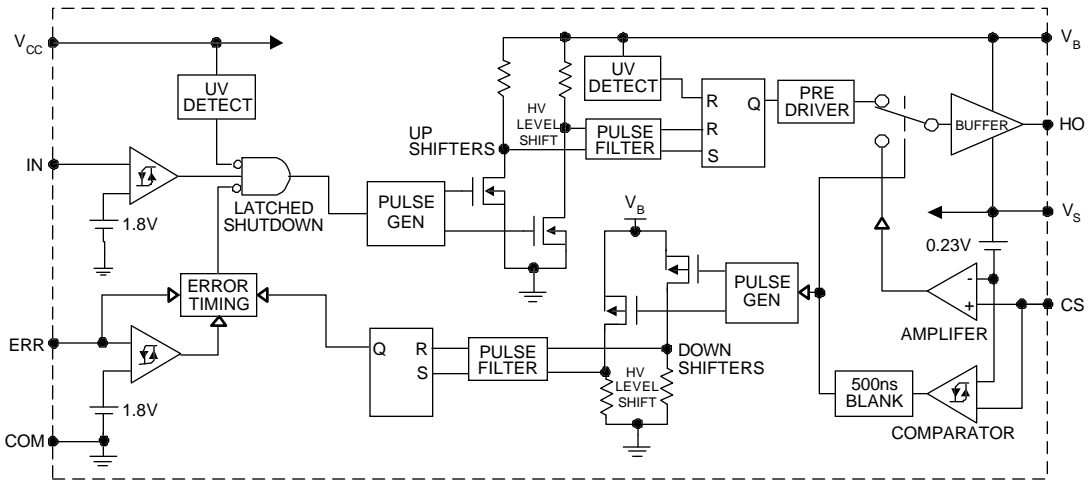 VCC
VB
UV
DETECT
UV
DETECT
R
Q
R
S
PRE
DRIVER
BUFFER
HO
HV
LEVEL
SHIFT
PULSE
FILTER
UP
SHIFTERS
IN
1.8V
LATCHED
SHUTDOWN
PULSE
GEN
VB
VS
0.23V
ERROR
TIMING
PULSE
GEN
-
+
AMPLIFER
CS
ERR
Q
R
S
PULSE
FILTER
DOWN
SHIFTERS
HV
LEVEL
SHIFT
500ns
BLANK
COMPARATOR
1.8V
COM